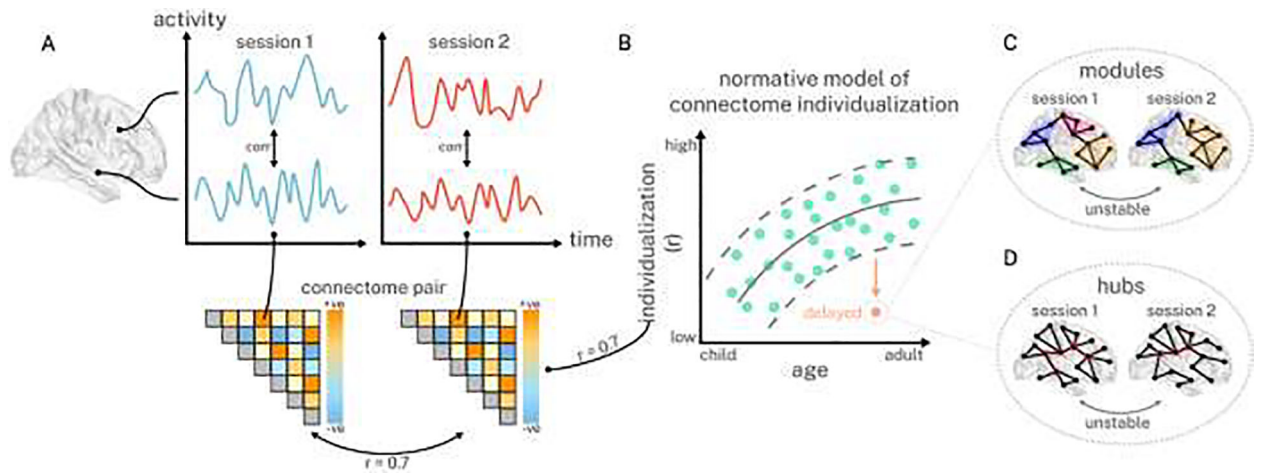 A
activity
session 1
session 2
corr
corr
time
connectome pair
+ve
-ve
+ve
-ve
r = 0.7
r = 0.7
B
normative model of
connectome individualization
individualization
(r)
high
low
delayed
child
adult
age
C
modules
session 1
session 2
unstable
D
hubs
session 1
session 2
unstable